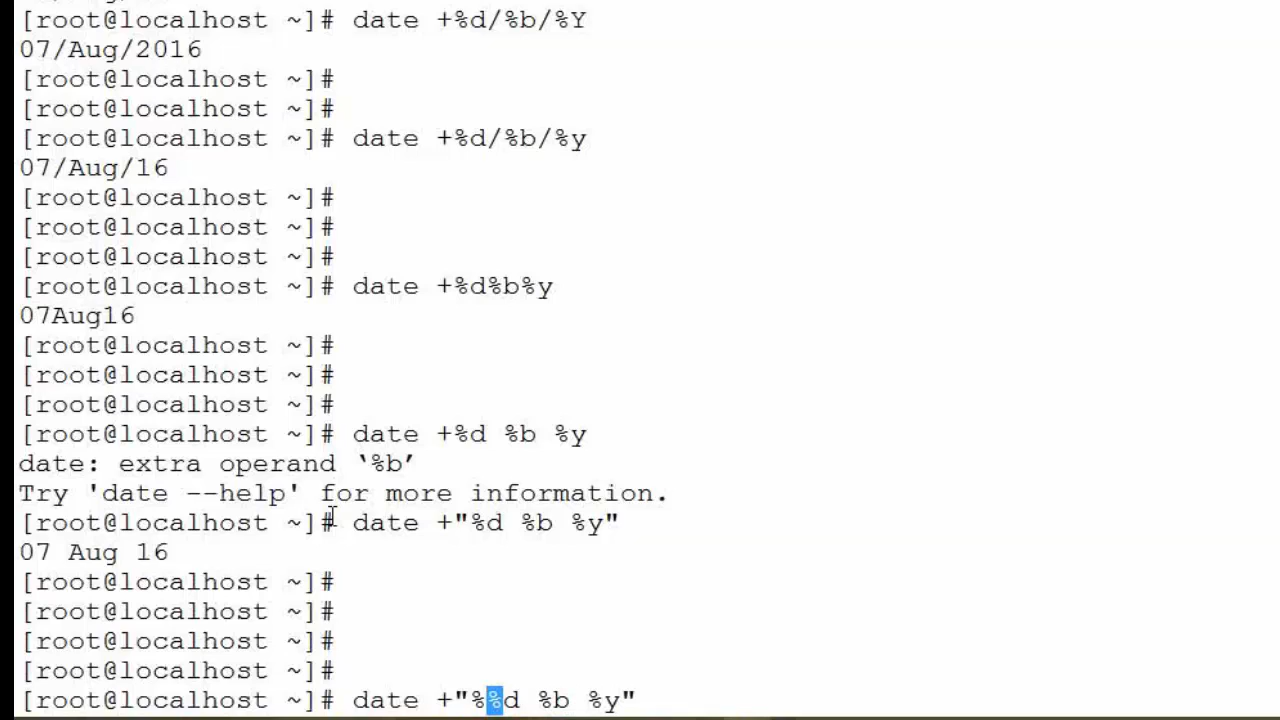 [root@localhost ~]# date +%d/%b/%Y
07/Aug/2016
[root@localhost ~]#
[root@localhost ~]#
[root@localhost ~]# date +%d/%b/%y
07/Aug/16
[root@localhost ~]#
[root@localhost ~]#
[root@localhost ~]#
[root@localhost ~]# date +%d%b%y
07Aug16
[root@localhost ~]#
[root@localhost ~]#
[root@localhost ~]#
[root@localhost ~]# date +%d %b %y
date: extra operand ‘%b’
Try 'date --help' for more information.
[root@localhost ~]# date +"%d %b %y"
07 Aug 16
[root@localhost ~]#
[root@localhost ~]#
[root@localhost ~]#
[root@localhost ~]#
[root@localhost ~]# date +"%%d %b %y"